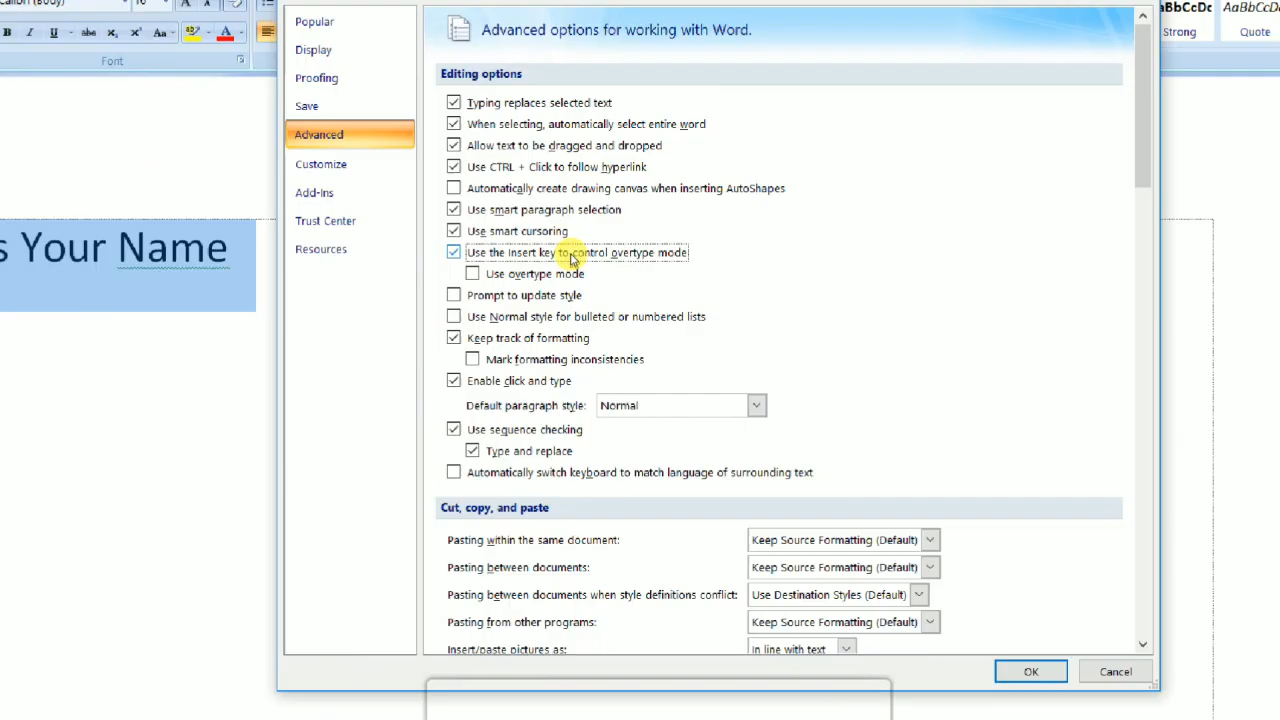 Calibri (Body)
16
B I U abc X₂ X² Aa ab A
Font
Strong
Quote
s Your Name
Popular
Display
Proofing
Save
Advanced
Customize
Add-Ins
Trust Center
Resources
Advanced options for working with Word.
Editing options
Typing replaces selected text
When selecting, automatically select entire word
Allow text to be dragged and dropped
Use CTRL + Click to follow hyperlink
Automatically create drawing canvas when inserting AutoShapes
Use smart paragraph selection
Use smart cursoring
Use the Insert key to control overtype mode
Use overtype mode
Prompt to update style
Use Normal style for bulleted or numbered lists
Keep track of formatting
Mark formatting inconsistencies
Enable click and type
Default paragraph style: Normal
Use sequence checking
Type and replace
Automatically switch keyboard to match language of surrounding text
Cut, copy, and paste
Pasting within the same document: Keep Source Formatting (Default)
Pasting between documents: Keep Source Formatting (Default)
Pasting between documents when style definitions conflict: Use Destination Styles (Default)
Pasting from other programs: Keep Source Formatting (Default)
Insert/paste pictures as: In line with text
OK
Cancel